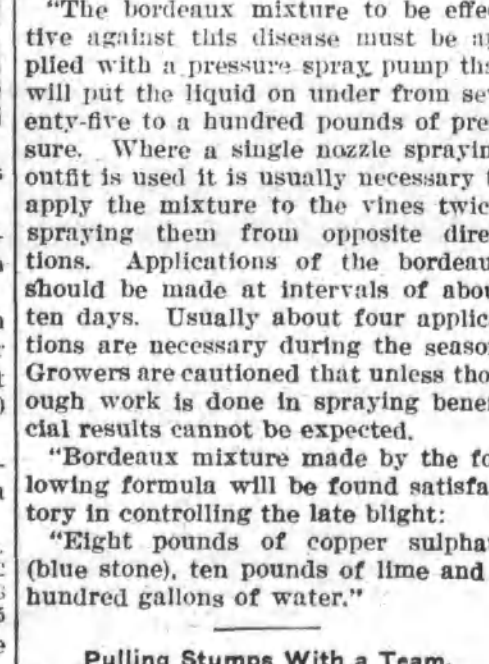 "The bordeaux mixture to be effec
tive against this disease must be ap
plied with a pressure spray pump tha
will put the liquid on under from sev
enty-five to a hundred pounds of pres
sure. Where a single nozzle sprayin
outfit is used it is usually necessary t
apply the mixture to the vines twic
spraying them from opposite direc
tions. Applications of the bordeau
should be made at intervals of abou
ten days. Usually about four applica
tions are necessary during the season
Growers are cautioned that unless tho
ough work is done in spraying benef
cial results cannot be expected.
"Bordeaux mixture made by the fo
lowing formula will be found satisfa
tory in controlling the late blight:
"Eight pounds of copper sulphat
(blue stone), ten pounds of lime and
hundred gallons of water."
Pulling Stumps With a Team.